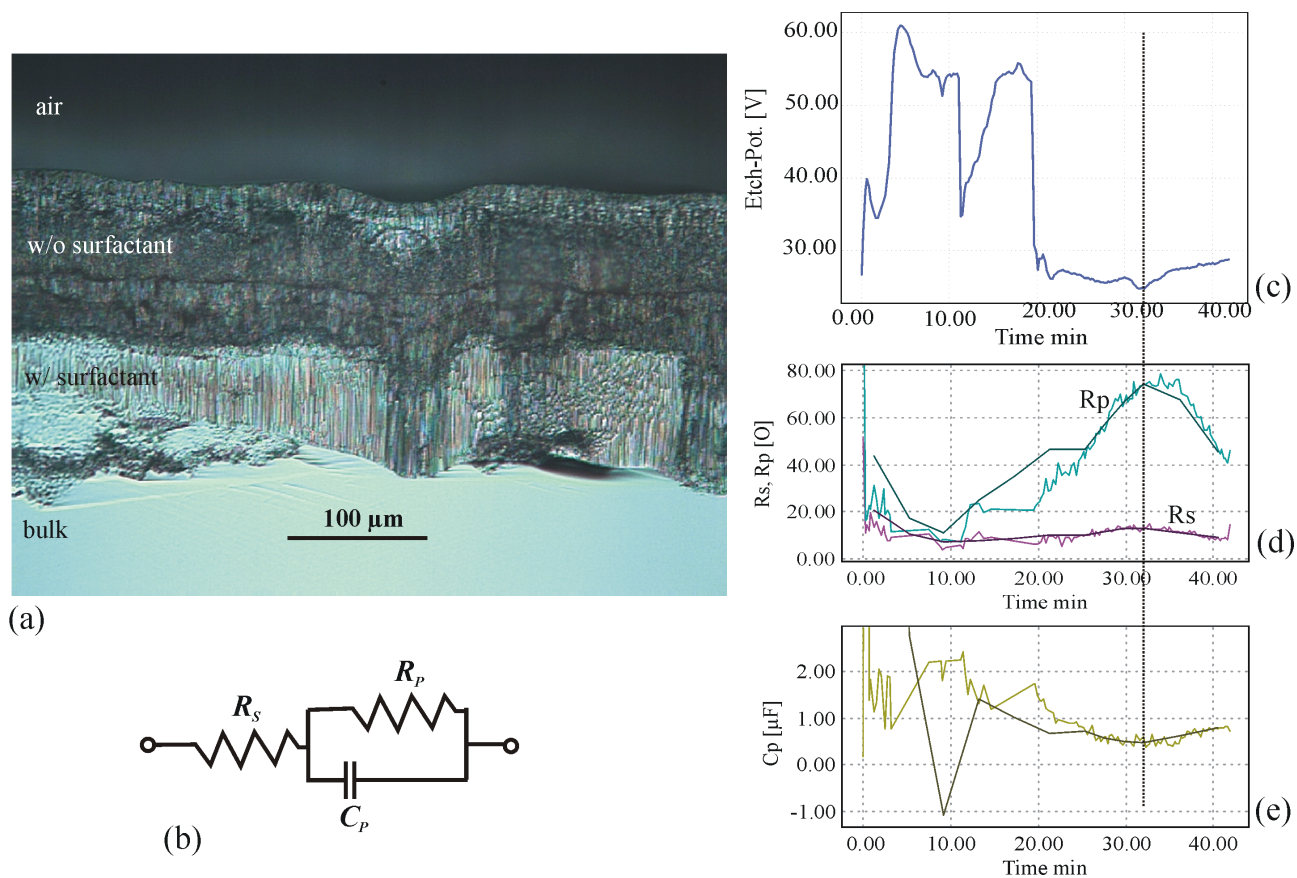 air
w/o surfactant
w/ surfactant
bulk
100 µm
(a)
R_S
R_P
C_P
(b)
Etch-Pot. [V]
60.00
50.00
40.00
30.00
0.00 10.00 20.00 30.00 40.00
Time min
(c)
Rs, Rp [O]
80.00
60.00
40.00
20.00
0.00
Rp
Rs
0.00 10.00 20.00 30.00 40.00
Time min
(d)
Cp [µF]
2.00
1.00
0.00
-1.00
0.00 10.00 20.00 30.00 40.00
Time min
(e)